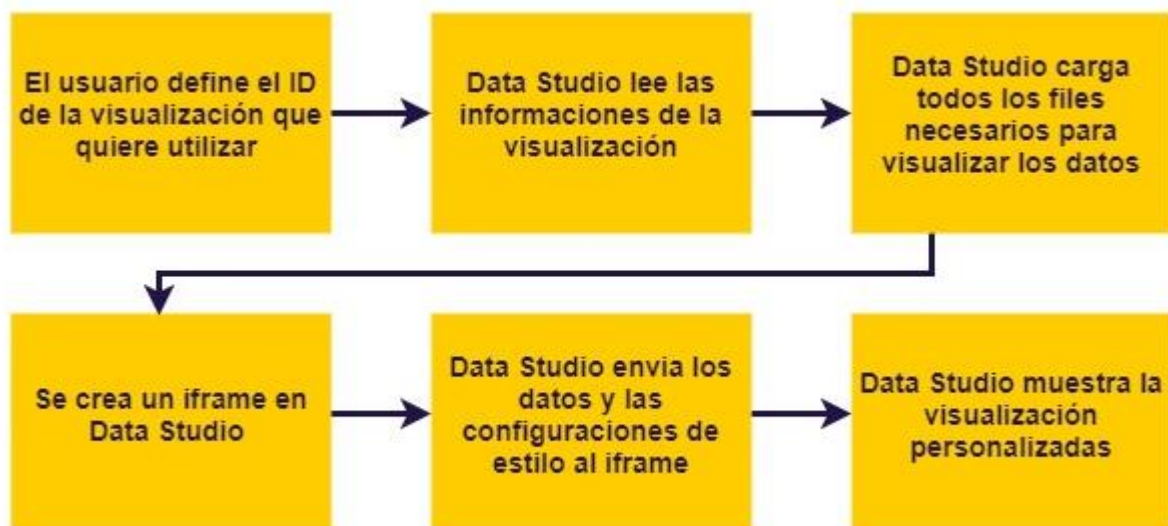 El usuario define el ID
de la visualización que
quiere utilizar
Data Studio lee las
informaciones de la
visualización
Data Studio carga
todos los files
necesarios para
visualizar los datos
Se crea un iframe en
Data Studio
Data Studio envia los
datos y las
configuraciones de
estilo al iframe
Data Studio muestra la
visualización
personalizadas